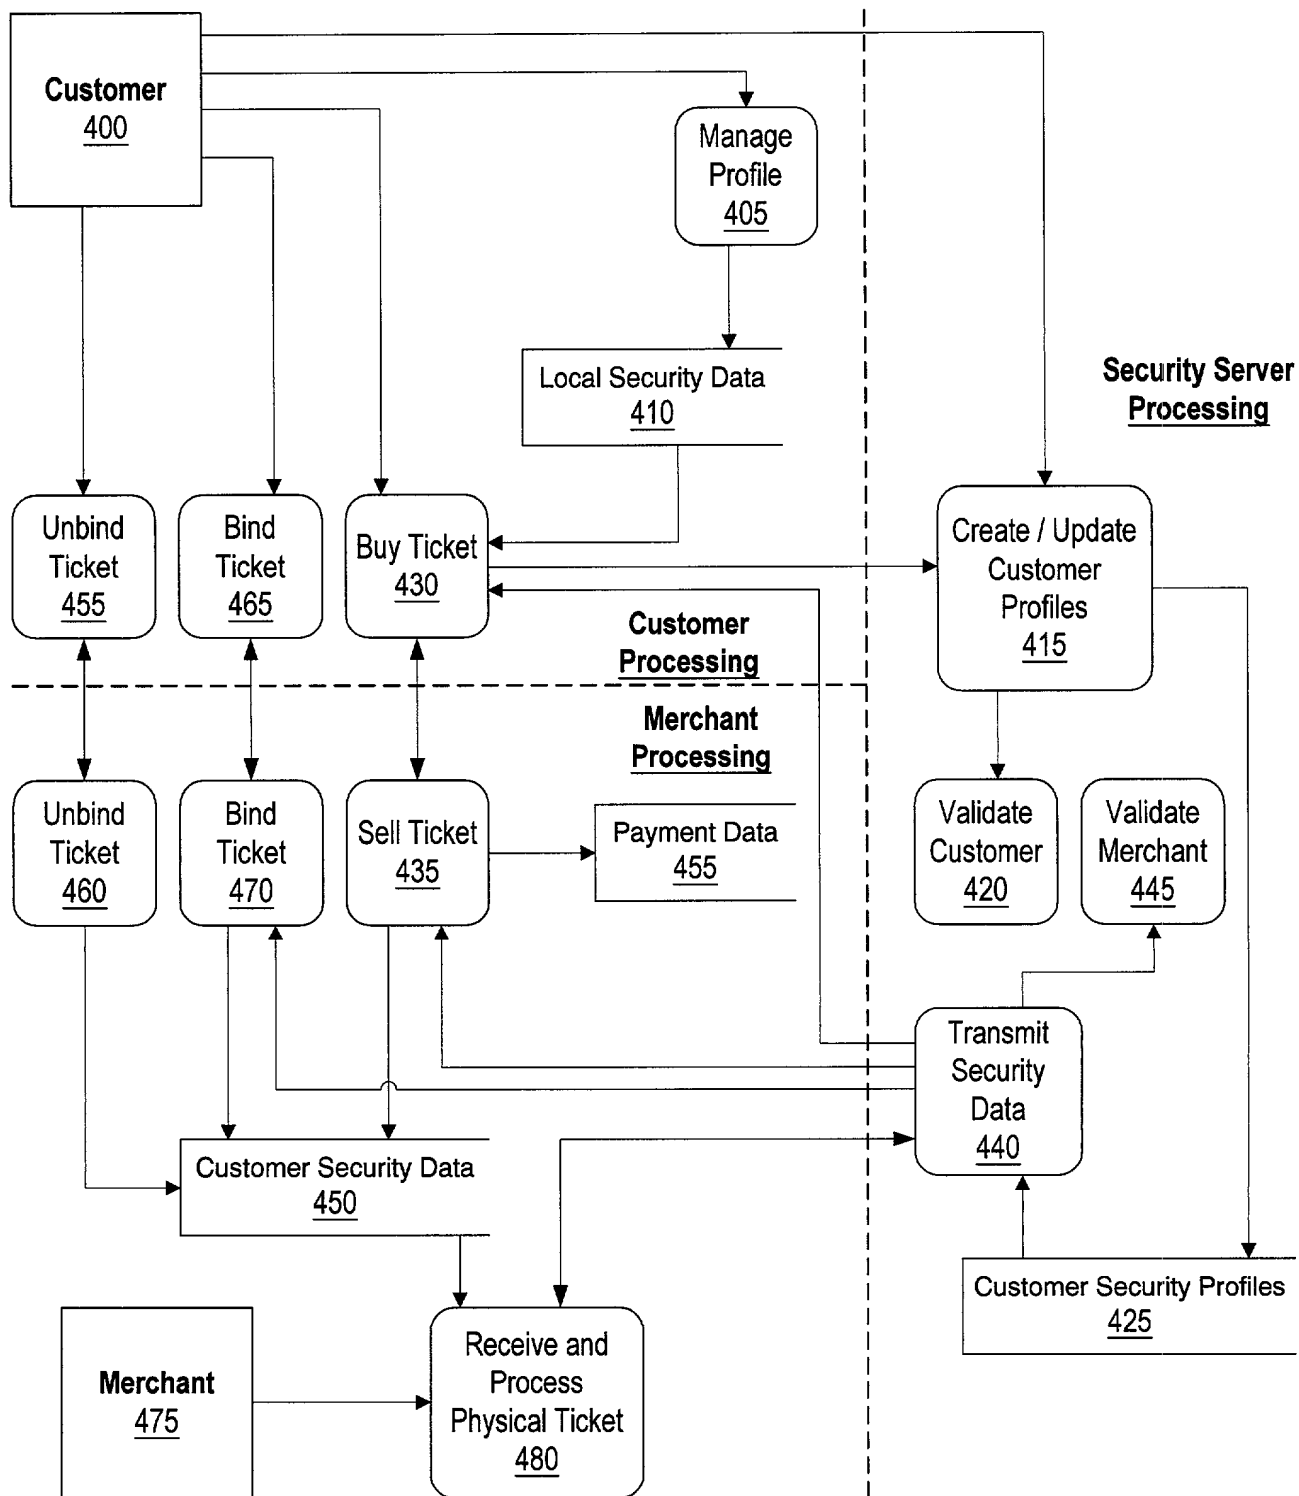 Customer
400
Manage
Profile
405
Local Security Data
410
Security Server
Processing
Unbind
Ticket
455
Bind
Ticket
465
Buy Ticket
430
Create / Update
Customer
Profiles
415
Customer
Processing
Merchant
Processing
Unbind
Ticket
460
Bind
Ticket
470
Sell Ticket
435
Payment Data
455
Validate
Customer
420
Validate
Merchant
445
Transmit
Security
Data
440
Customer Security Data
450
Customer Security Profiles
425
Merchant
475
Receive and
Process
Physical Ticket
480